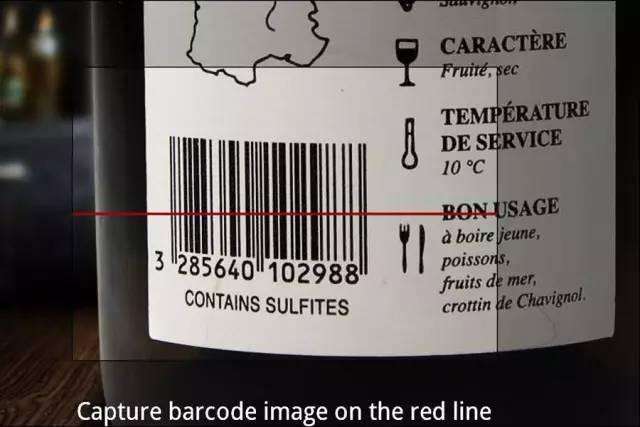 Sauvignon
CARACTÈRE
Fruité, sec
TEMPÉRATURE
DE SERVICE
10 °C
BON USAGE
à boire jeune,
poissons,
fruits de mer,
crottin de Chavignol.
3 285640 102988
CONTAINS SULFITES
Capture barcode image on the red line